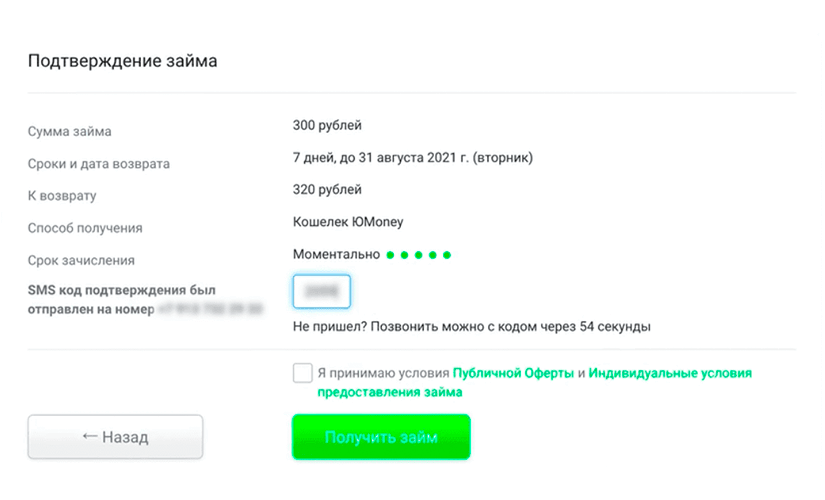 Подтверждение займа
Сумма займа
300 рублей
Сроки и дата возврата
7 дней, до 31 августа 2021 г. (вторник)
К возврату
320 рублей
Способ получения
Кошелек ЮMoney
Срок зачисления
Моментально
SMS код подтверждения был
отправлен на номер
Не пришел? Позвонить можно с кодом через 54 секунды
Я принимаю условия Публичной Оферты и Индивидуальные условия
предоставления займа
← Назад
Получить займ